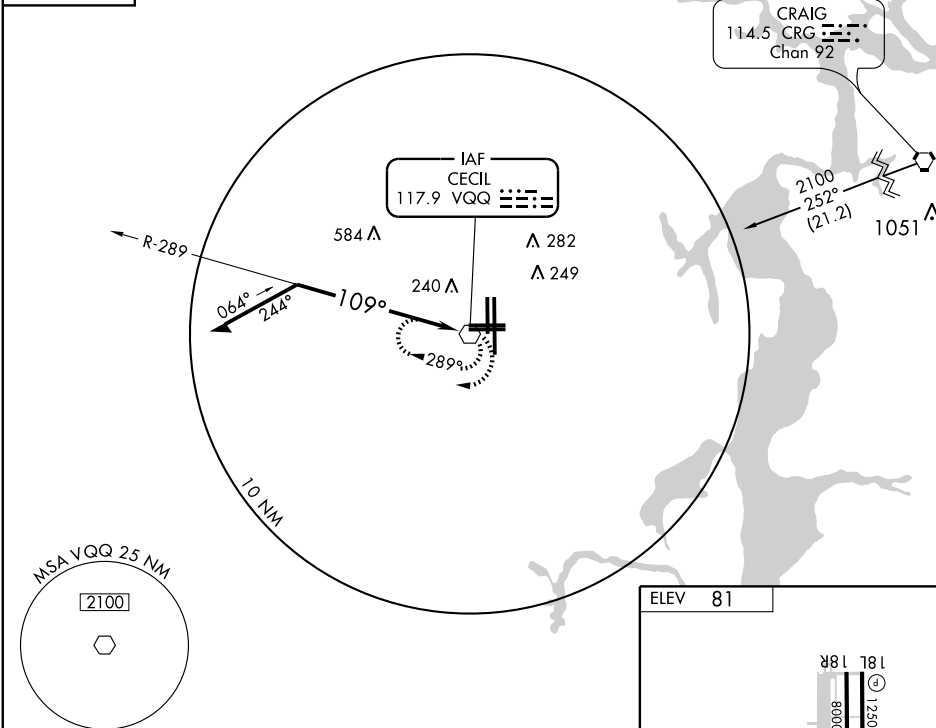 CRAIG
114.5 CRG
Chan 92
IAF
CECIL
117.9 VQQ
2100
252°
(21.2)
1051
584
282
249
240
R-289
064°
244°
109°
289°
10 NM
MSA VQQ 25 NM
2100
ELEV 81
18R 18L
P
8000
1250